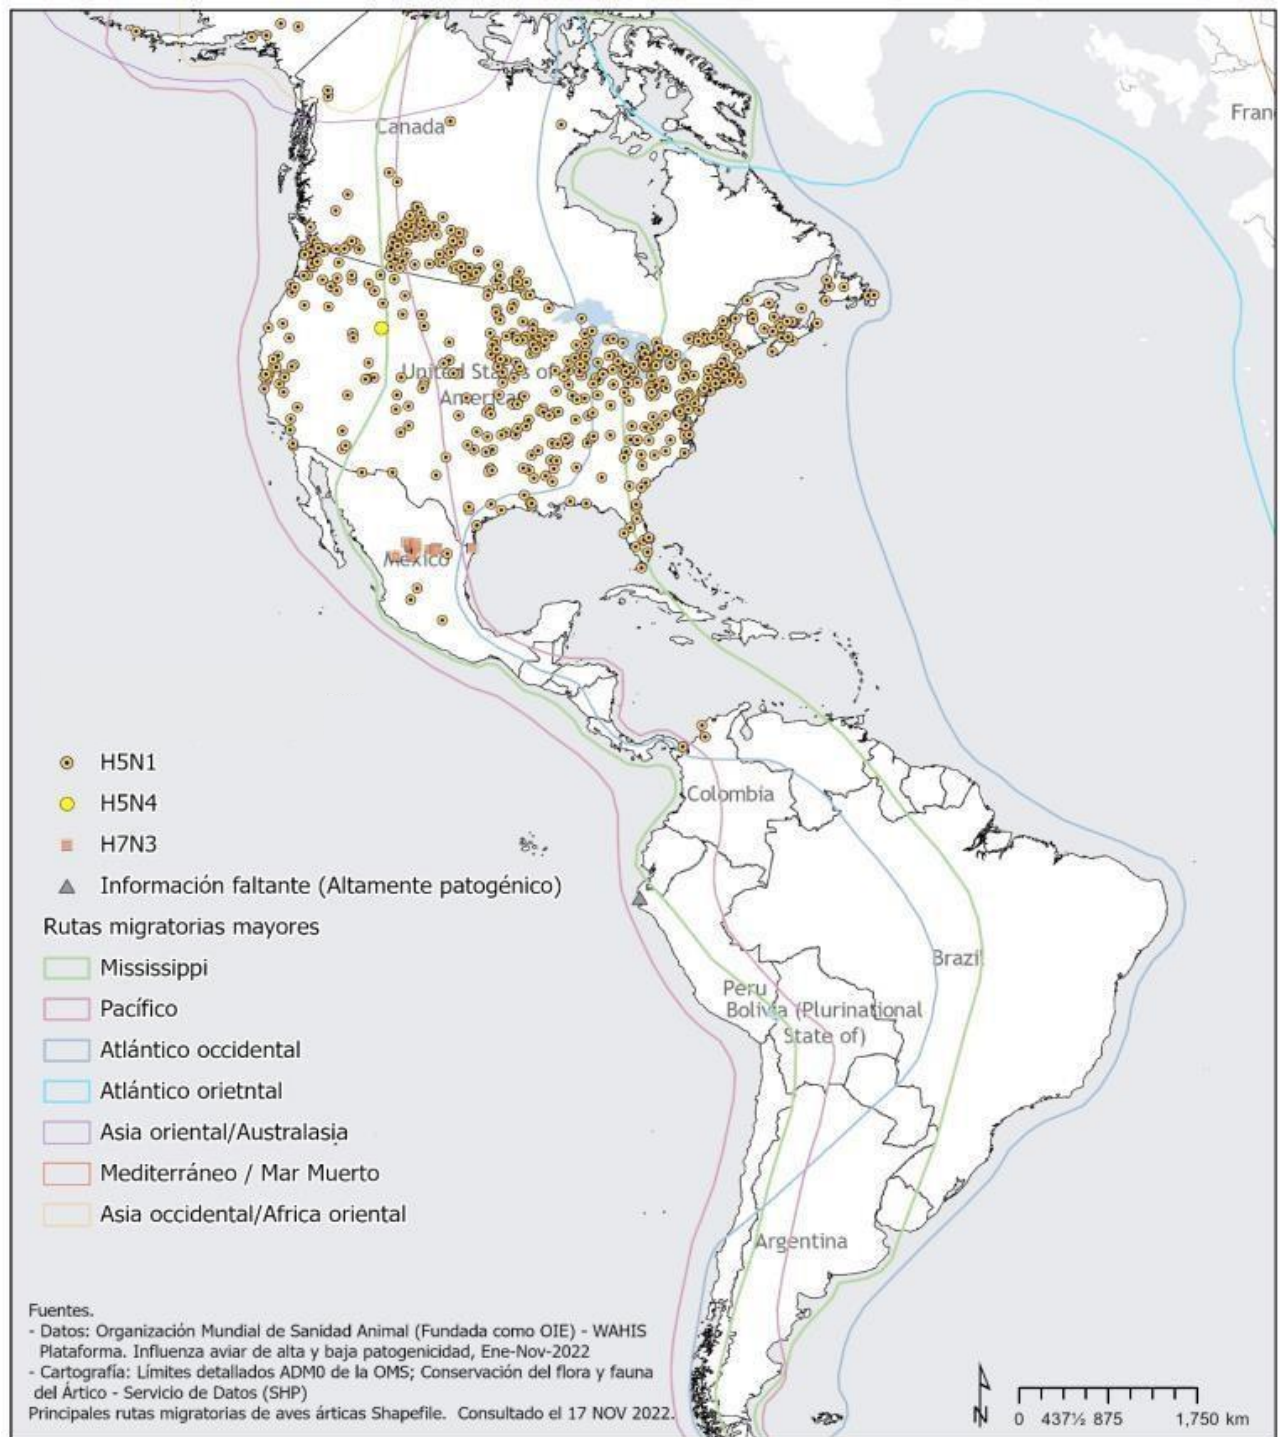 Canada
Fran
United States of
America
Mexico
H5N1
H5N4
H7N3
Información faltante (Altamente patogénico)
Rutas migratorias mayores
Mississippi
Pacífico
Atlántico occidental
Atlántico orietntal
Asia oriental/Australasia
Mediterráneo / Mar Muerto
Asia occidental/Africa oriental
Colombia
Brazil
Peru
Bolivia (Plurinational
State of)
Argentina
Fuentes.
- Datos: Organización Mundial de Sanidad Animal (Fundada como OIE) - WAHIS
Plataforma. Influenza aviar de alta y baja patogenicidad, Ene-Nov-2022
- Cartografía: Límites detallados ADM0 de la OMS; Conservación del flora y fauna
del Ártico - Servicio de Datos (SHP)
Principales rutas migratorias de aves árticas Shapefile. Consultado el 17 NOV 2022.
N
0 437½ 875 1,750 km